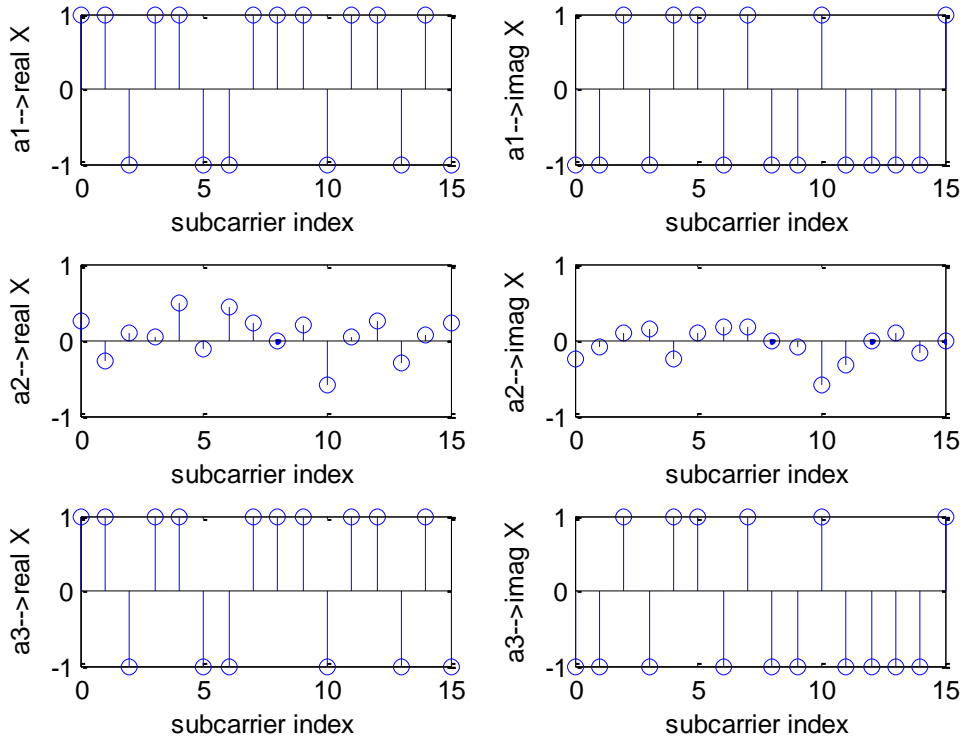 a1-->real X
1
0
-1
0 5 10 15
subcarrier index
a1-->imag X
1
0
-1
0 5 10 15
subcarrier index
a2-->real X
1
0
-1
0 5 10 15
subcarrier index
a2-->imag X
1
0
-1
0 5 10 15
subcarrier index
a3-->real X
1
0
-1
0 5 10 15
subcarrier index
a3-->imag X
1
0
-1
0 5 10 15
subcarrier index